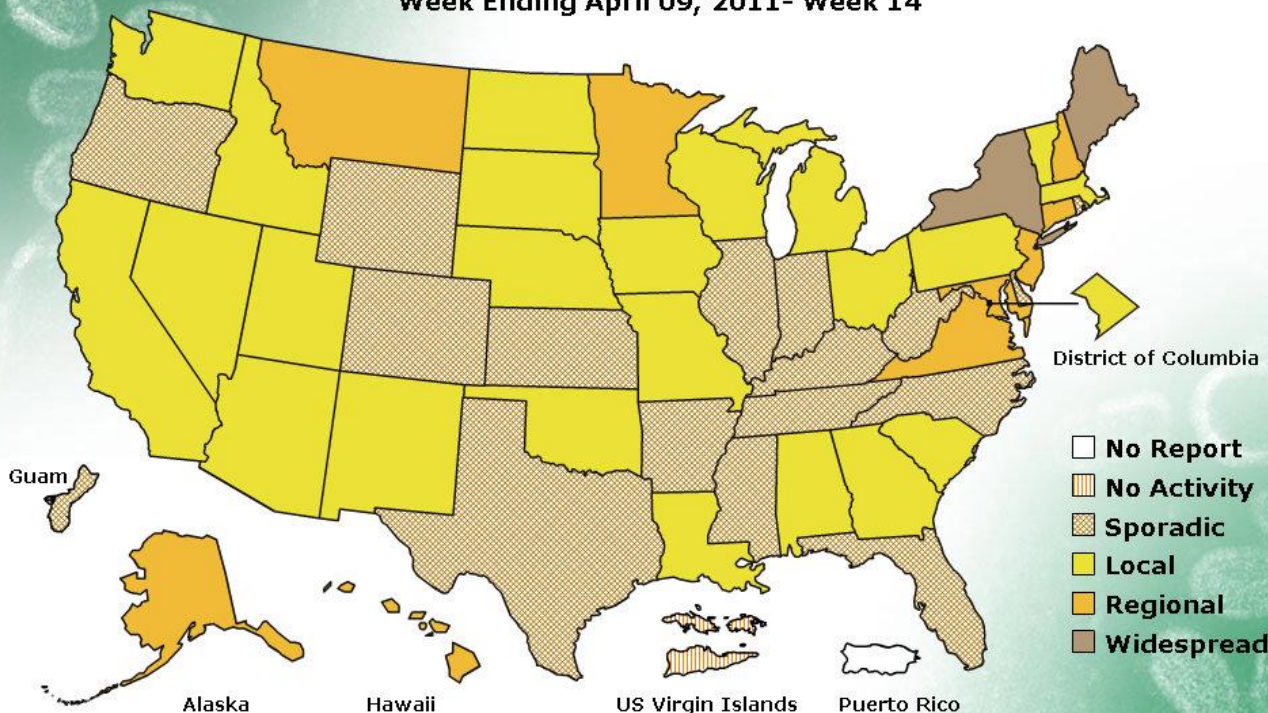 Week Ending April 09, 2011- Week 14
District of Columbia
No Report
No Activity
Sporadic
Local
Regional
Widespread
Guam
Alaska
Hawaii
US Virgin Islands
Puerto Rico